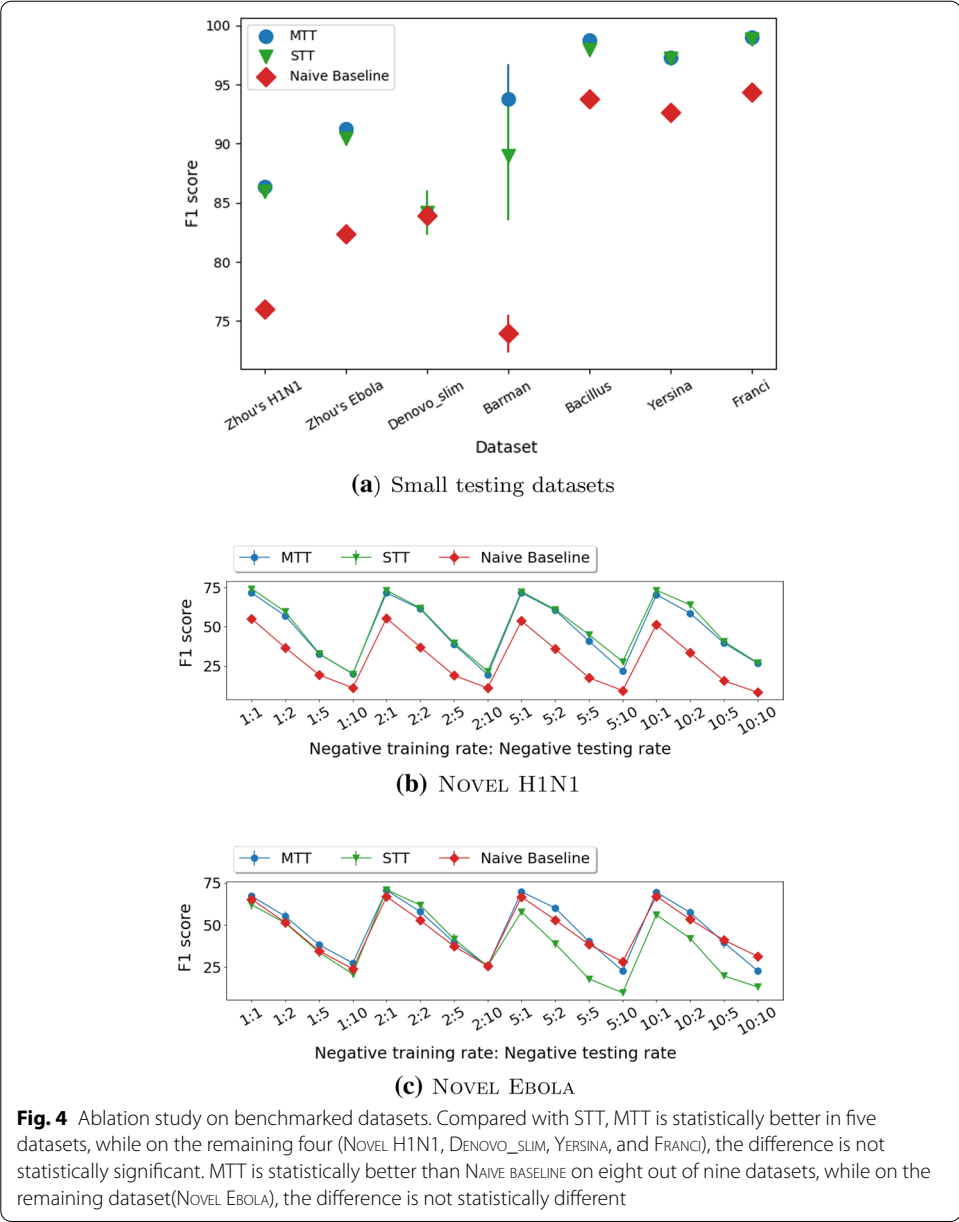 100
95
90
85
80
75
F1 score
MTT
STT
Naive Baseline
Zhou's H1N1
Zhou's Ebola
Denovo_slim
Barman
Bacillus
Yersina
Franci
Dataset
(a) Small testing datasets
MTT STT Naive Baseline
75
50
25
F1 score
1:1 1:2 1:5 1:10 2:1 2:2 2:5 2:10 5:1 5:2 5:5 5:10 10:1 10:2 10:5 10:10
Negative training rate: Negative testing rate
(b) Novel H1N1
MTT STT Naive Baseline
75
50
25
F1 score
1:1 1:2 1:5 1:10 2:1 2:2 2:5 2:10 5:1 5:2 5:5 5:10 10:1 10:2 10:5 10:10
Negative training rate: Negative testing rate
(c) Novel Ebola
Fig. 4 Ablation study on benchmarked datasets. Compared with STT, MTT is statistically better in five
datasets, while on the remaining four (Novel H1N1, Denovo_slim, Yersina, and Franci), the difference is not
statistically significant. MTT is statistically better than Naive baseline on eight out of nine datasets, while on the
remaining dataset(Novel Ebola), the difference is not statistically different